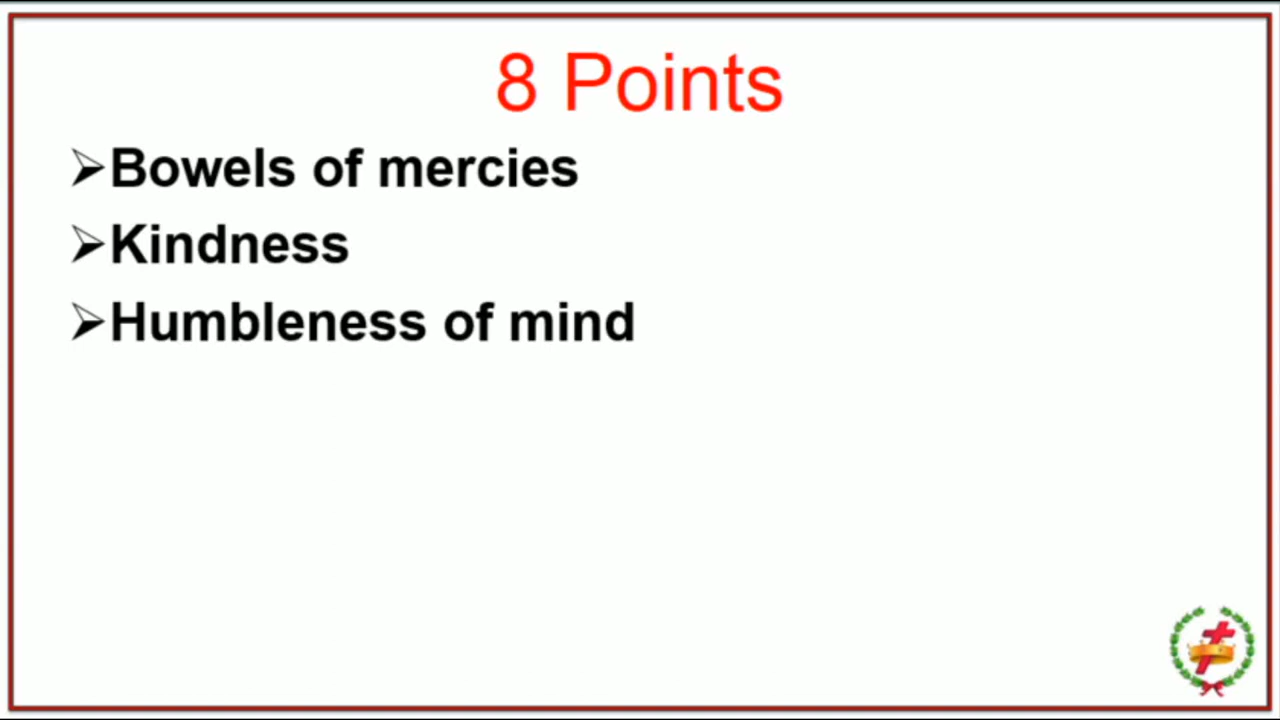 8 Points
➢Bowels of mercies
➢Kindness
➢Humbleness of mind